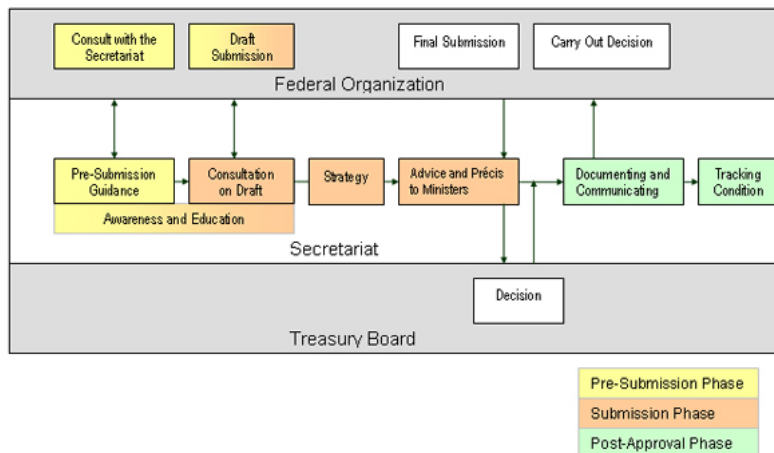 Consult with the
Secretariat
Draft
Submission
Final Submission
Carry Out Decision
Federal Organization
Pre-Submission
Guidance
Consultation
on Draft
Strategy
Advice and Précis
to Ministers
Documenting and
Communicating
Tracking
Condition
Awareness and Education
Secretariat
Decision
Treasury Board
Pre-Submission Phase
Submission Phase
Post-Approval Phase